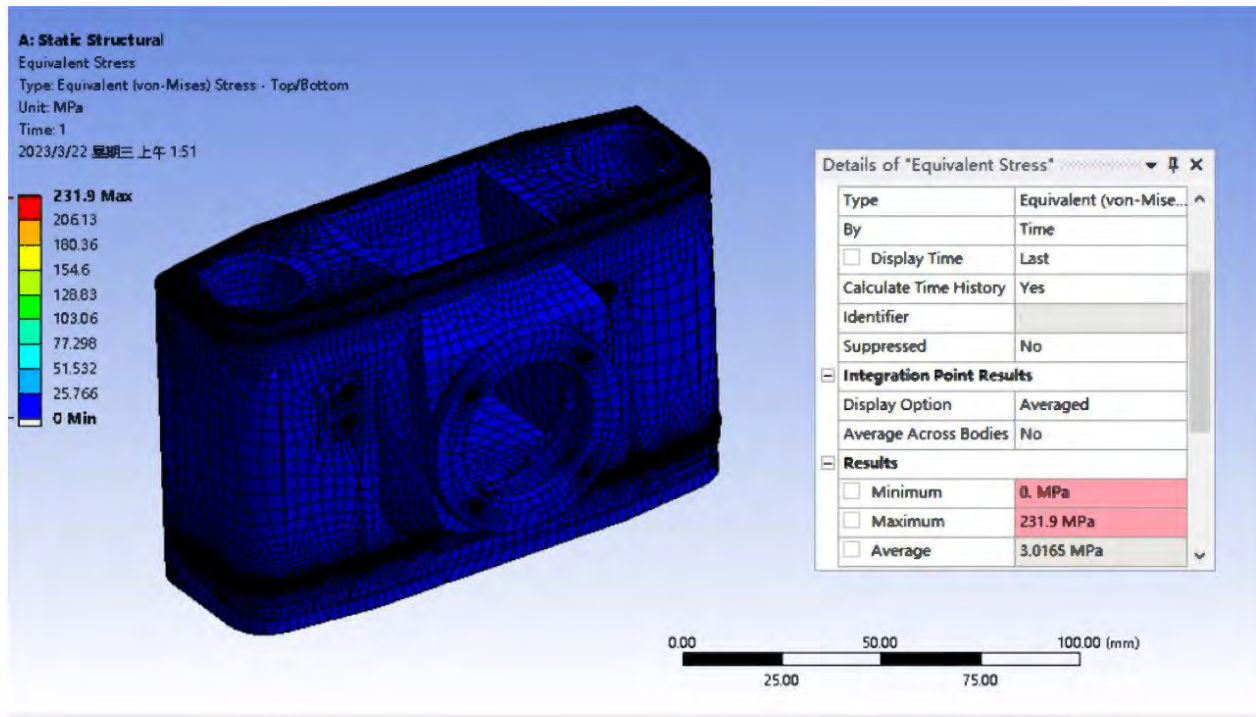 A: Static Structural
Equivalent Stress
Type: Equivalent (von-Mises) Stress - Top/Bottom
Unit: MPa
Time: 1
2023/3/22 星期三 上午 1:51
231.9 Max
206.13
180.36
154.6
128.83
103.06
77.298
51.532
25.766
0 Min
Details of "Equivalent Stress"
Type Equivalent (von-Mise...
By Time
Display Time Last
Calculate Time History Yes
Identifier
Suppressed No
Integration Point Results
Display Option Averaged
Average Across Bodies No
Results
Minimum 0. MPa
Maximum 231.9 MPa
Average 3.0165 MPa
0.00 50.00 100.00 (mm)
25.00 75.00